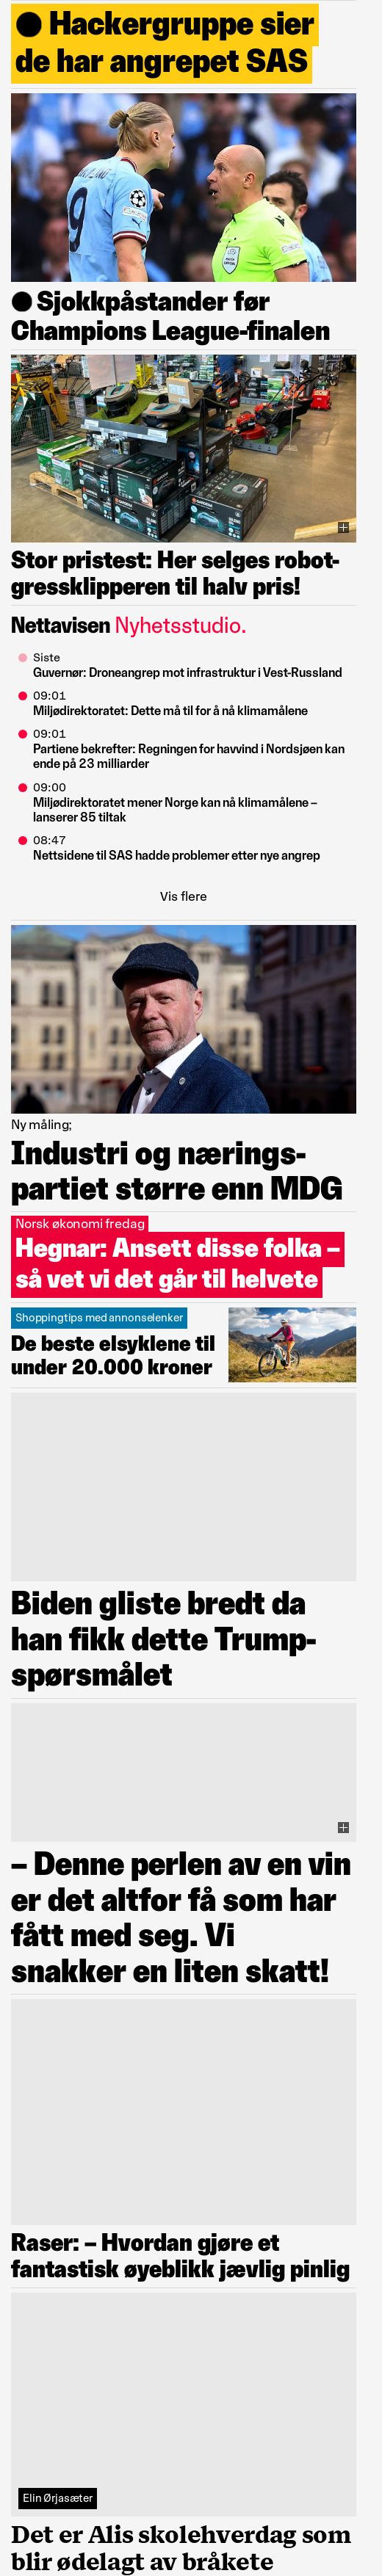 Hackergruppe sier
de har angrepet SAS
Sjokkpåstander før
Champions League-finalen
Stor pristest: Her selges robot-
gressklipperen til halv pris!
Nettavisen Nyhetsstudio.
Siste
Guvernør: Droneangrep mot infrastruktur i Vest-Russland
09:01
Miljødirektoratet: Dette må til for å nå klimamålene
09:01
Partiene bekrefter: Regningen for havvind i Nordsjøen kan
ende på 23 milliarder
09:00
Miljødirektoratet mener Norge kan nå klimamålene –
lanserer 85 tiltak
08:47
Nettsidene til SAS hadde problemer etter nye angrep
Vis flere
Ny måling;
Industri og nærings-
partiet større enn MDG
Norsk økonomi fredag
Hegnar: Ansett disse folka –
så vet vi det går til helvete
Shoppingtips med annonselenker
De beste elsyklene til
under 20.000 kroner
Biden gliste bredt da
han fikk dette Trump-
spørsmålet
– Denne perlen av en vin
er det altfor få som har
fått med seg. Vi
snakker en liten skatt!
Raser: – Hvordan gjøre et
fantastisk øyeblikk jævlig pinlig
Elin Ørjasæter
Det er Alis skolehverdag som
blir ødelagt av bråkete